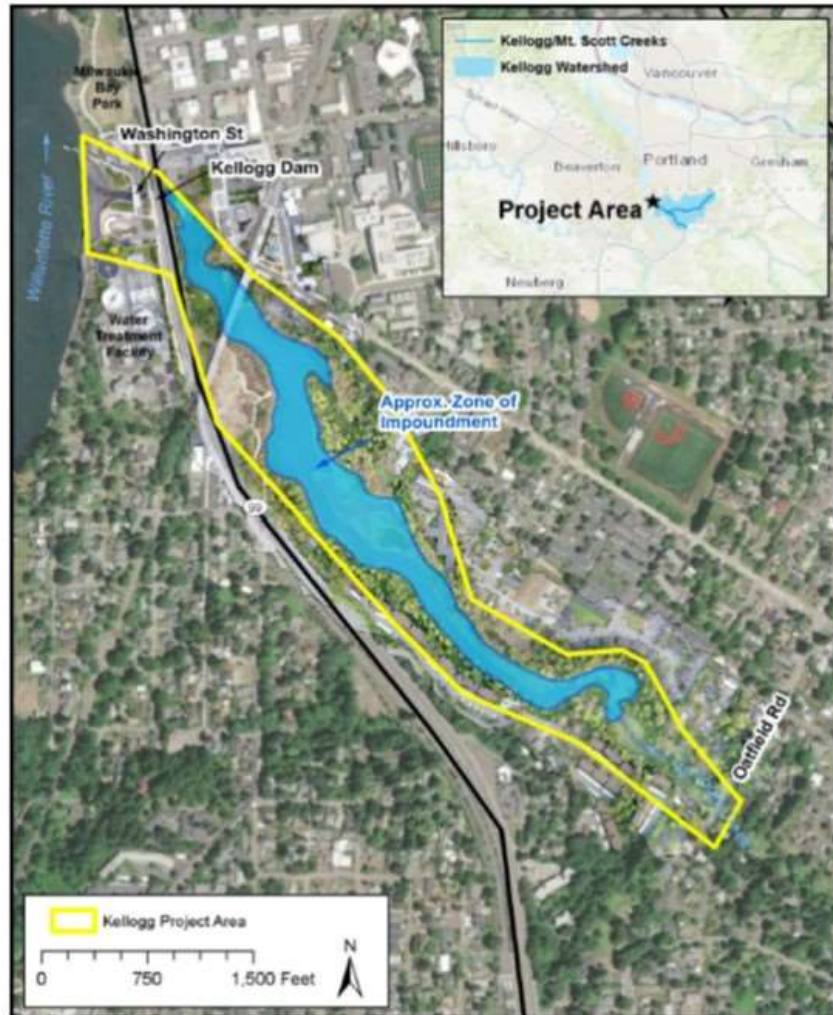 Milwaukie
Bay
Park
Washington St
Kellogg Dam
Willamette River
Water
Treatment
Facility
Approx. Zone of
Impoundment
99
Oatfield Rd
Kellogg/Mt. Scott Creeks
Kellogg Watershed
Vancouver
Hillsboro
Beaverton
Portland
Gresham
Project Area
Newberg
Kellogg Project Area
0
750
1,500 Feet
N